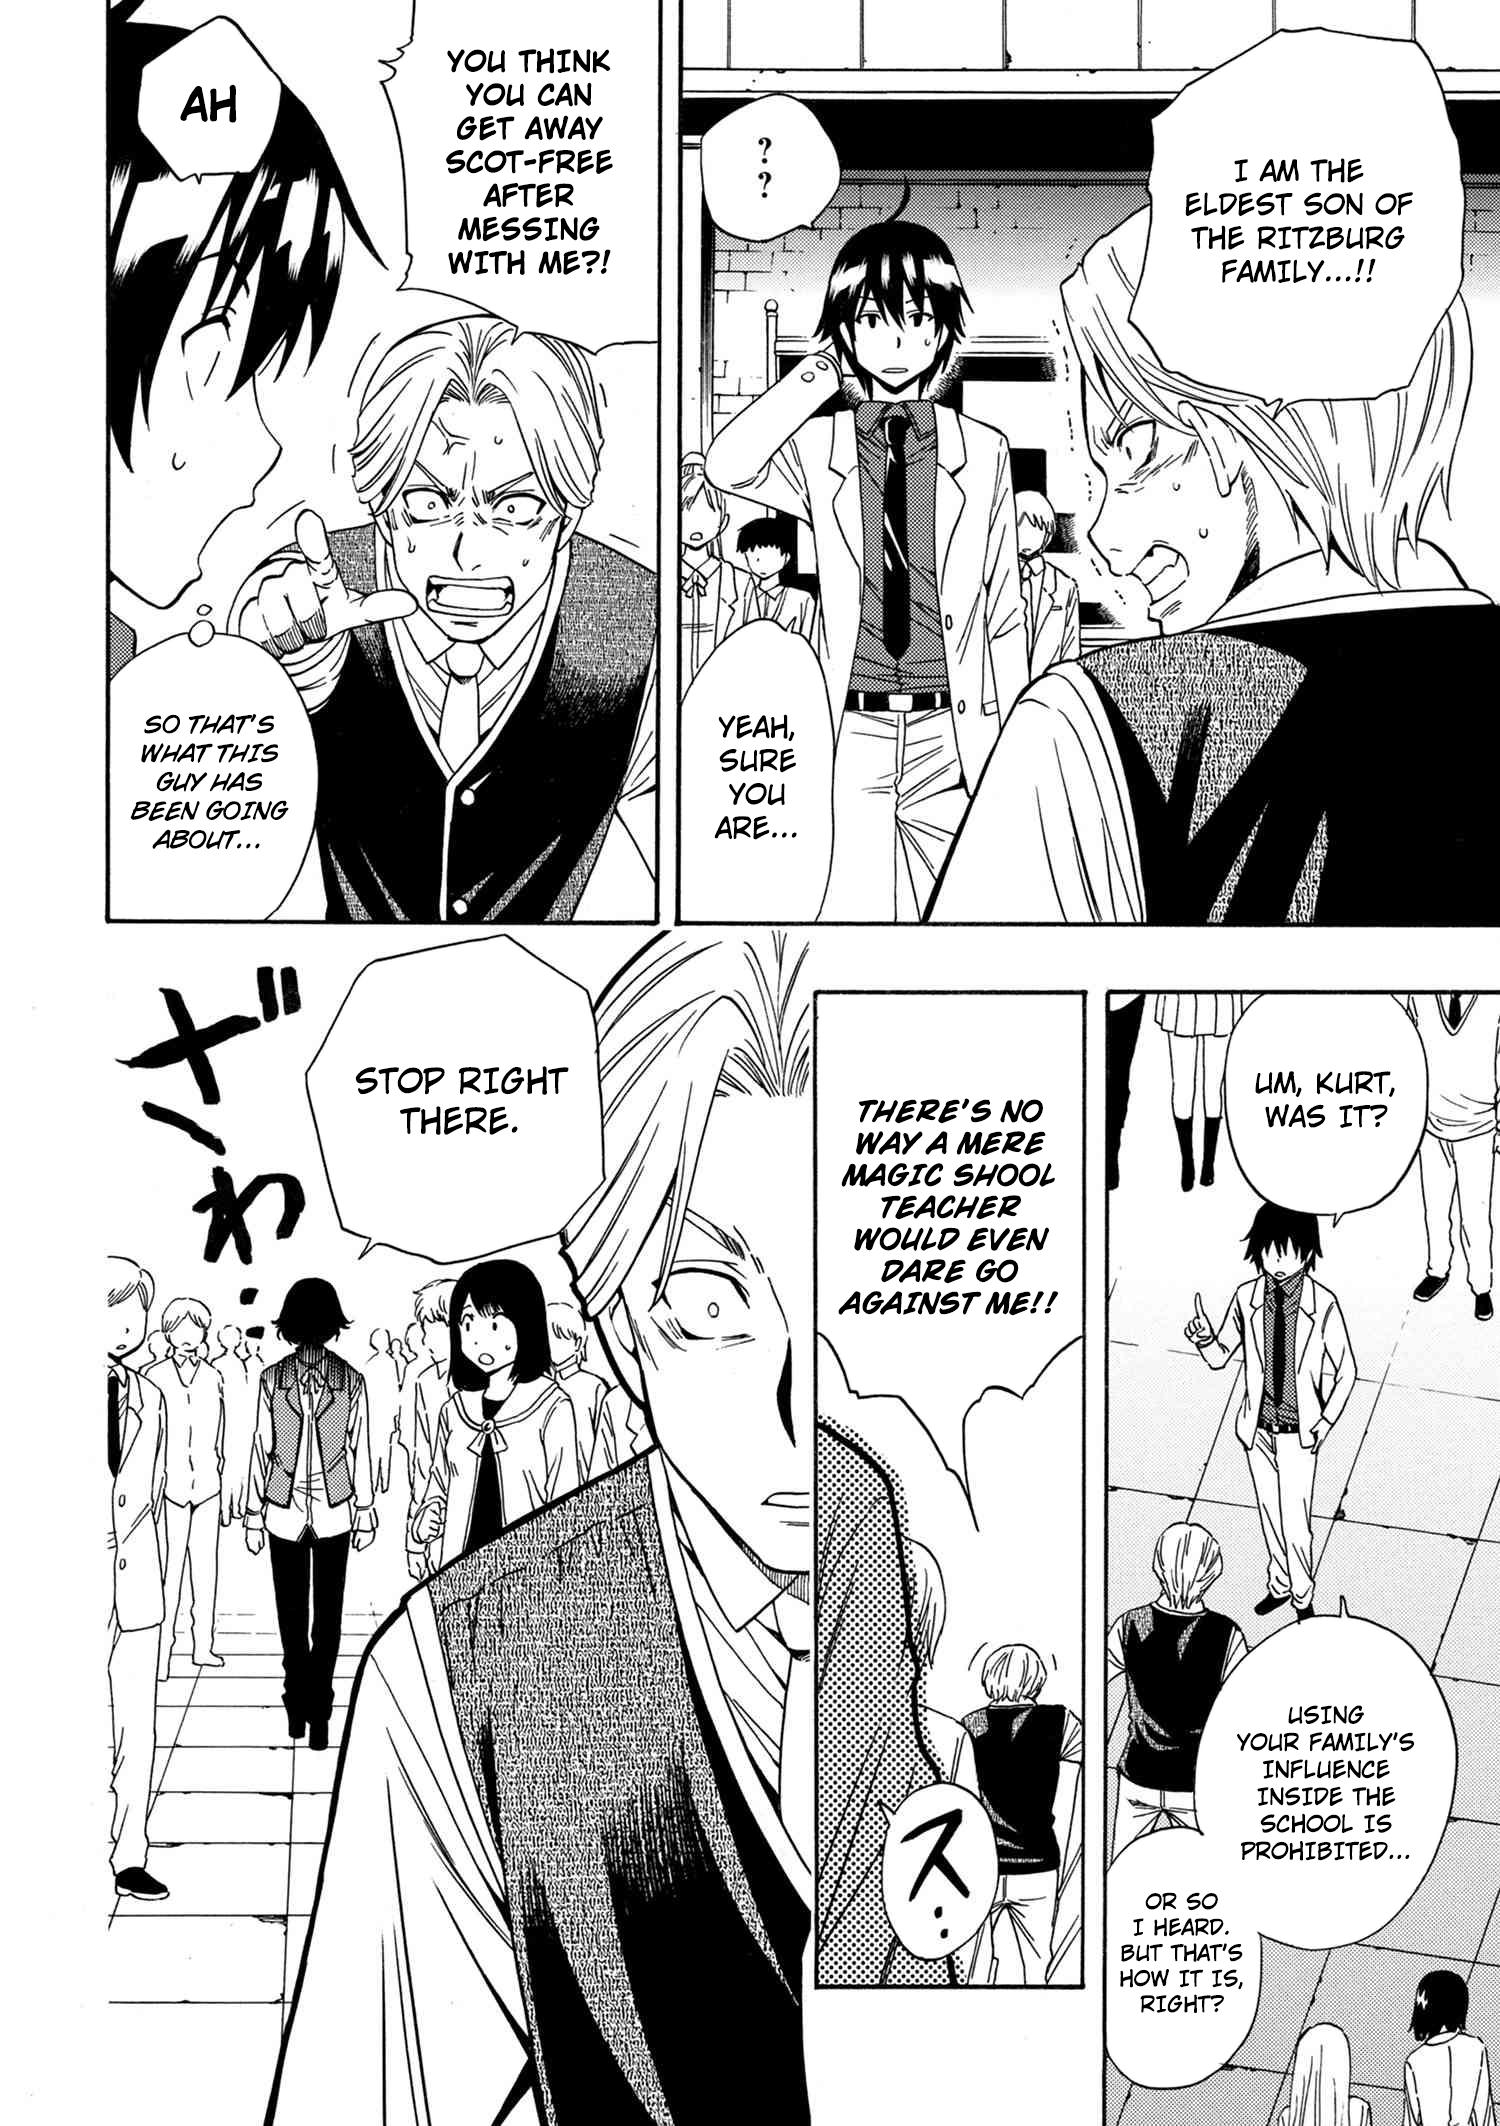 I AM THE
ELDEST SON OF
THE RITZBURG
FAMILY...!!
?
?
YEAH,
SURE
YOU
ARE...
YOU THINK
YOU CAN
GET AWAY
SCOT-FREE
AFTER
MESSING
WITH ME?!
AH
SO THAT'S
WHAT THIS
GUY HAS
BEEN GOING
ABOUT...
UM, KURT,
WAS IT?
USING
YOUR FAMILY'S
INFLUENCE
INSIDE THE
SCHOOL IS
PROHIBITED...
OR SO
I HEARD.
BUT THAT'S
HOW IT IS,
RIGHT?
THERE'S NO
WAY A MERE
MAGIC SHOOL
TEACHER
WOULD EVEN
DARE GO
AGAINST ME!!
ス…
STOP RIGHT
THERE.
ざわ…